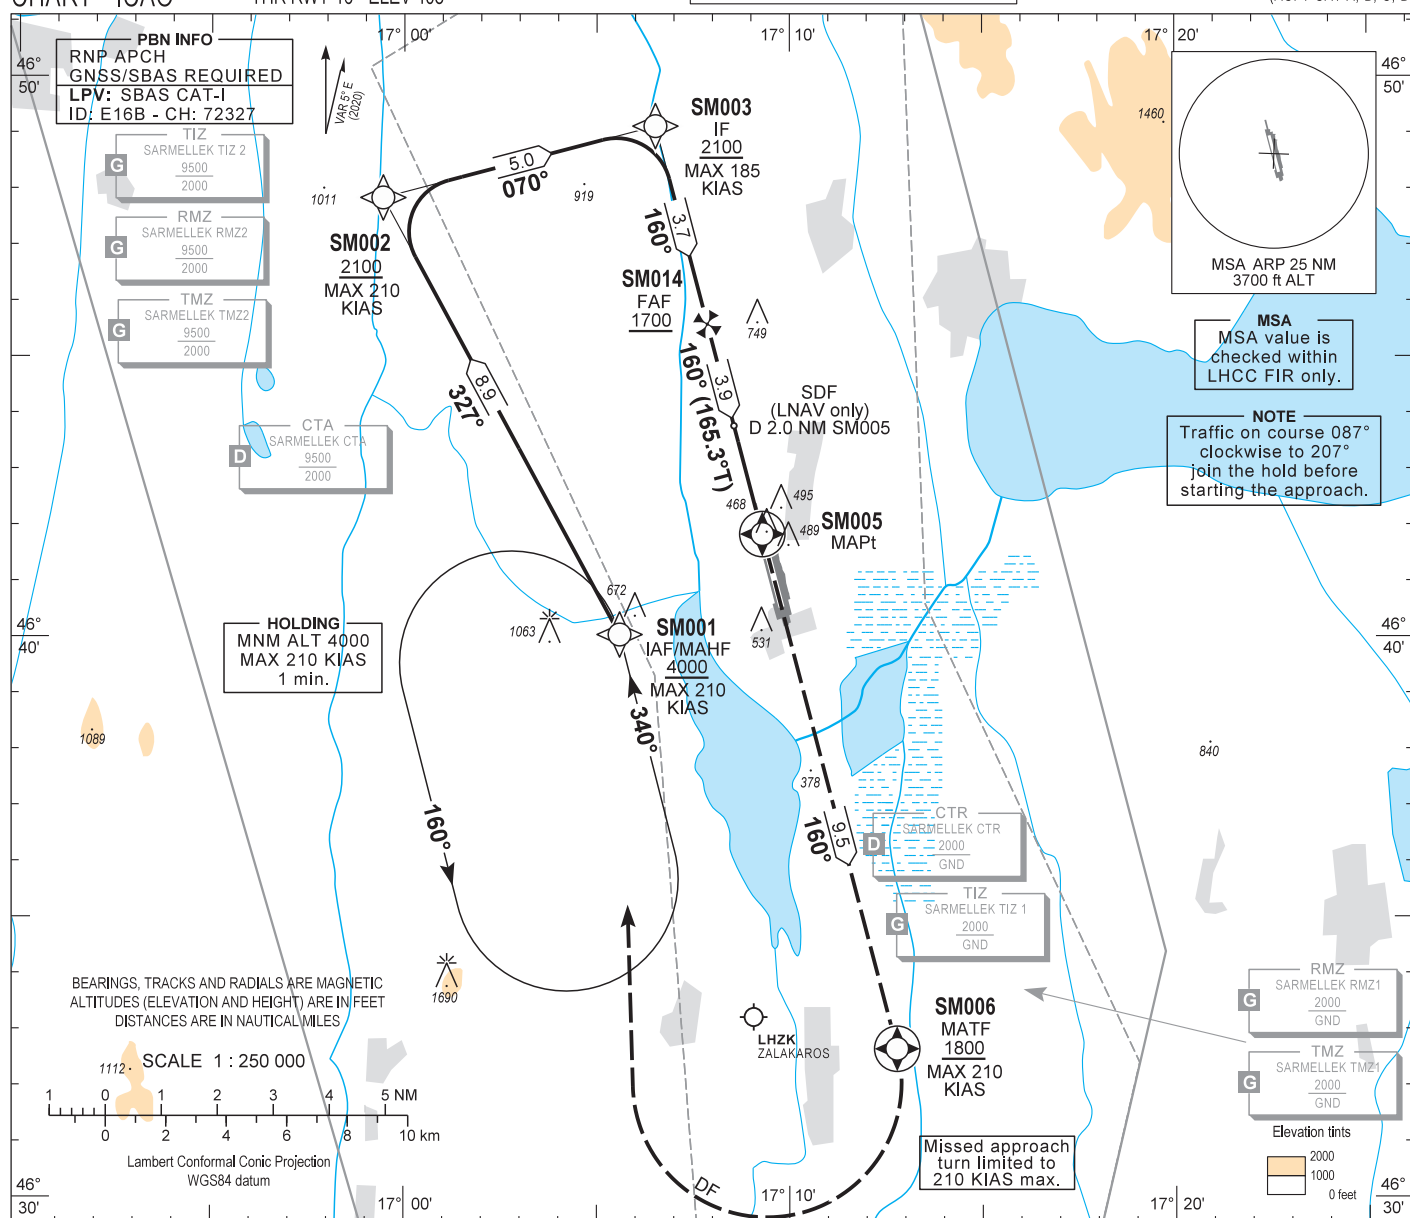 17° 00'
17° 10'
17° 20'
46°
50'
46°
50'
PBN INFO
RNP APCH
GNSS/SBAS REQUIRED
LPV: SBAS CAT-I
ID: E16B - CH: 72327
VAR 5° E
(2020)
TIZ
SARMELLEK TIZ 2
9500
2000
G
RMZ
SARMELLEK RMZ2
9500
2000
G
TMZ
SARMELLEK TMZ2
9500
2000
G
CTA
SARMELLEK CTA
9500
2000
D
1011
919
SM002
2100
MAX 210
KIAS
5.0
070°
SM003
IF
2100
MAX 185
KIAS
3.7
160°
SM014
FAF
1700
749
1460
MSA ARP 25 NM
3700 ft ALT
MSA
MSA value is
checked within
LHCC FIR only.
NOTE
Traffic on course 087°
clockwise to 207°
join the hold before
starting the approach.
8.9
327°
3.9
160° (165.3°T)
SDF
(LNAV only)
D 2.0 NM SM005
468
495
489
SM005
MAPt
672
1063
531
SM001
IAF/MAHF
4000
MAX 210
KIAS
HOLDING
MNM ALT 4000
MAX 210 KIAS
1 min.
46°
40'
46°
40'
340°
160°
1089
840
378
9.5
160°
CTR
SARMELLEK CTR
2000
GND
D
TIZ
SARMELLEK TIZ 1
2000
GND
G
RMZ
SARMELLEK RMZ1
2000
GND
G
TMZ
SARMELLEK TMZ1
2000
GND
G
1690
BEARINGS, TRACKS AND RADIALS ARE MAGNETIC
ALTITUDES (ELEVATION AND HEIGHT) ARE IN FEET
DISTANCES ARE IN NAUTICAL MILES
SCALE 1 : 250 000
1112
1 0 1 2 3 4 5 NM
0 2 4 6 8 10 km
Lambert Conformal Conic Projection
WGS84 datum
LHZK
ZALAKAROS
SM006
MATF
1800
MAX 210
KIAS
Missed approach
turn limited to
210 KIAS max.
DF
Elevation tints
2000
1000
0 feet
46°
30'
17° 00'
17° 10'
17° 20'
46°
30'